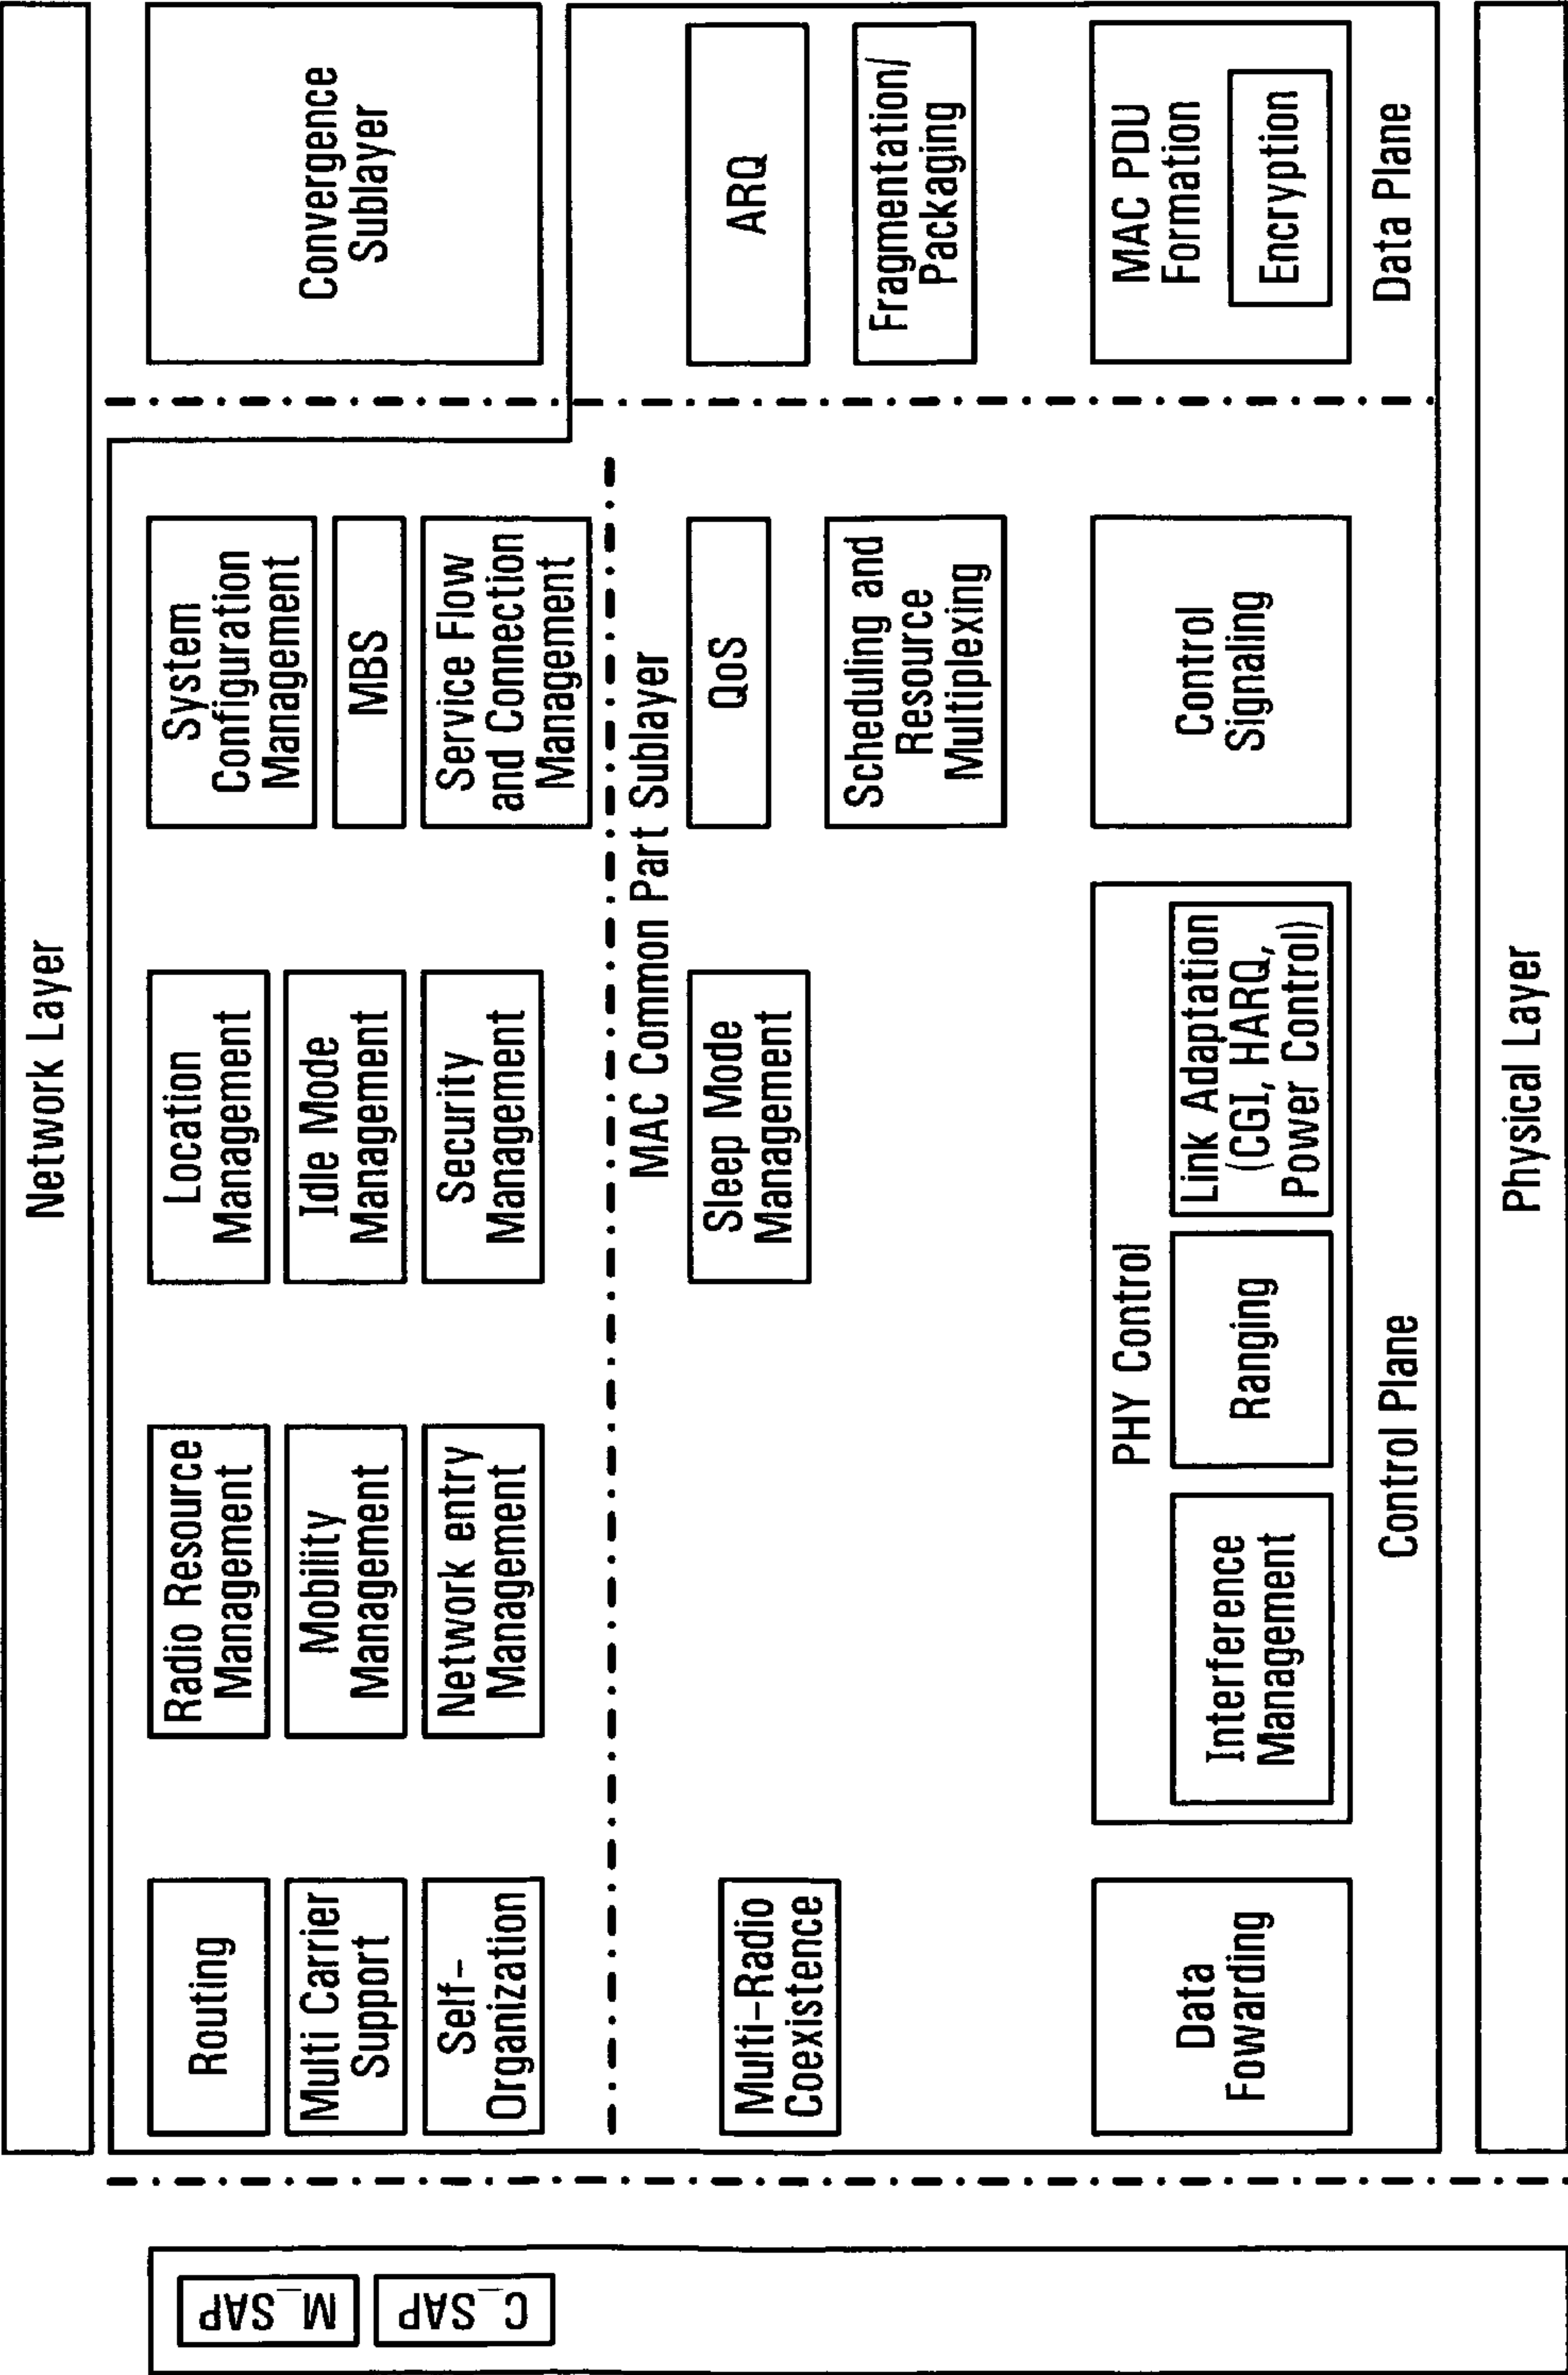 Network Layer
M_SAP
C_SAP
Routing
Multi Carrier
Support
Self-
Organization
Radio Resource
Management
Mobility
Management
Network entry
Management
Location
Management
Idle Mode
Management
Security
Management
System
Configuration
Management
MBS
Service Flow
and Connection
Management
Convergence
Sublayer
MAC Common Part Sublayer
Multi-Radio
Coexistence
Sleep Mode
Management
QoS
Scheduling and
Resource
Multiplexing
ARQ
Fragmentation/
Packaging
Data
Fowarding
PHY Control
Interference
Management
Ranging
Link Adaptation
(CGI, HARQ,
Power Control)
Control
Signaling
MAC PDU
Formation
Encryption
Control Plane
Data Plane
Physical Layer